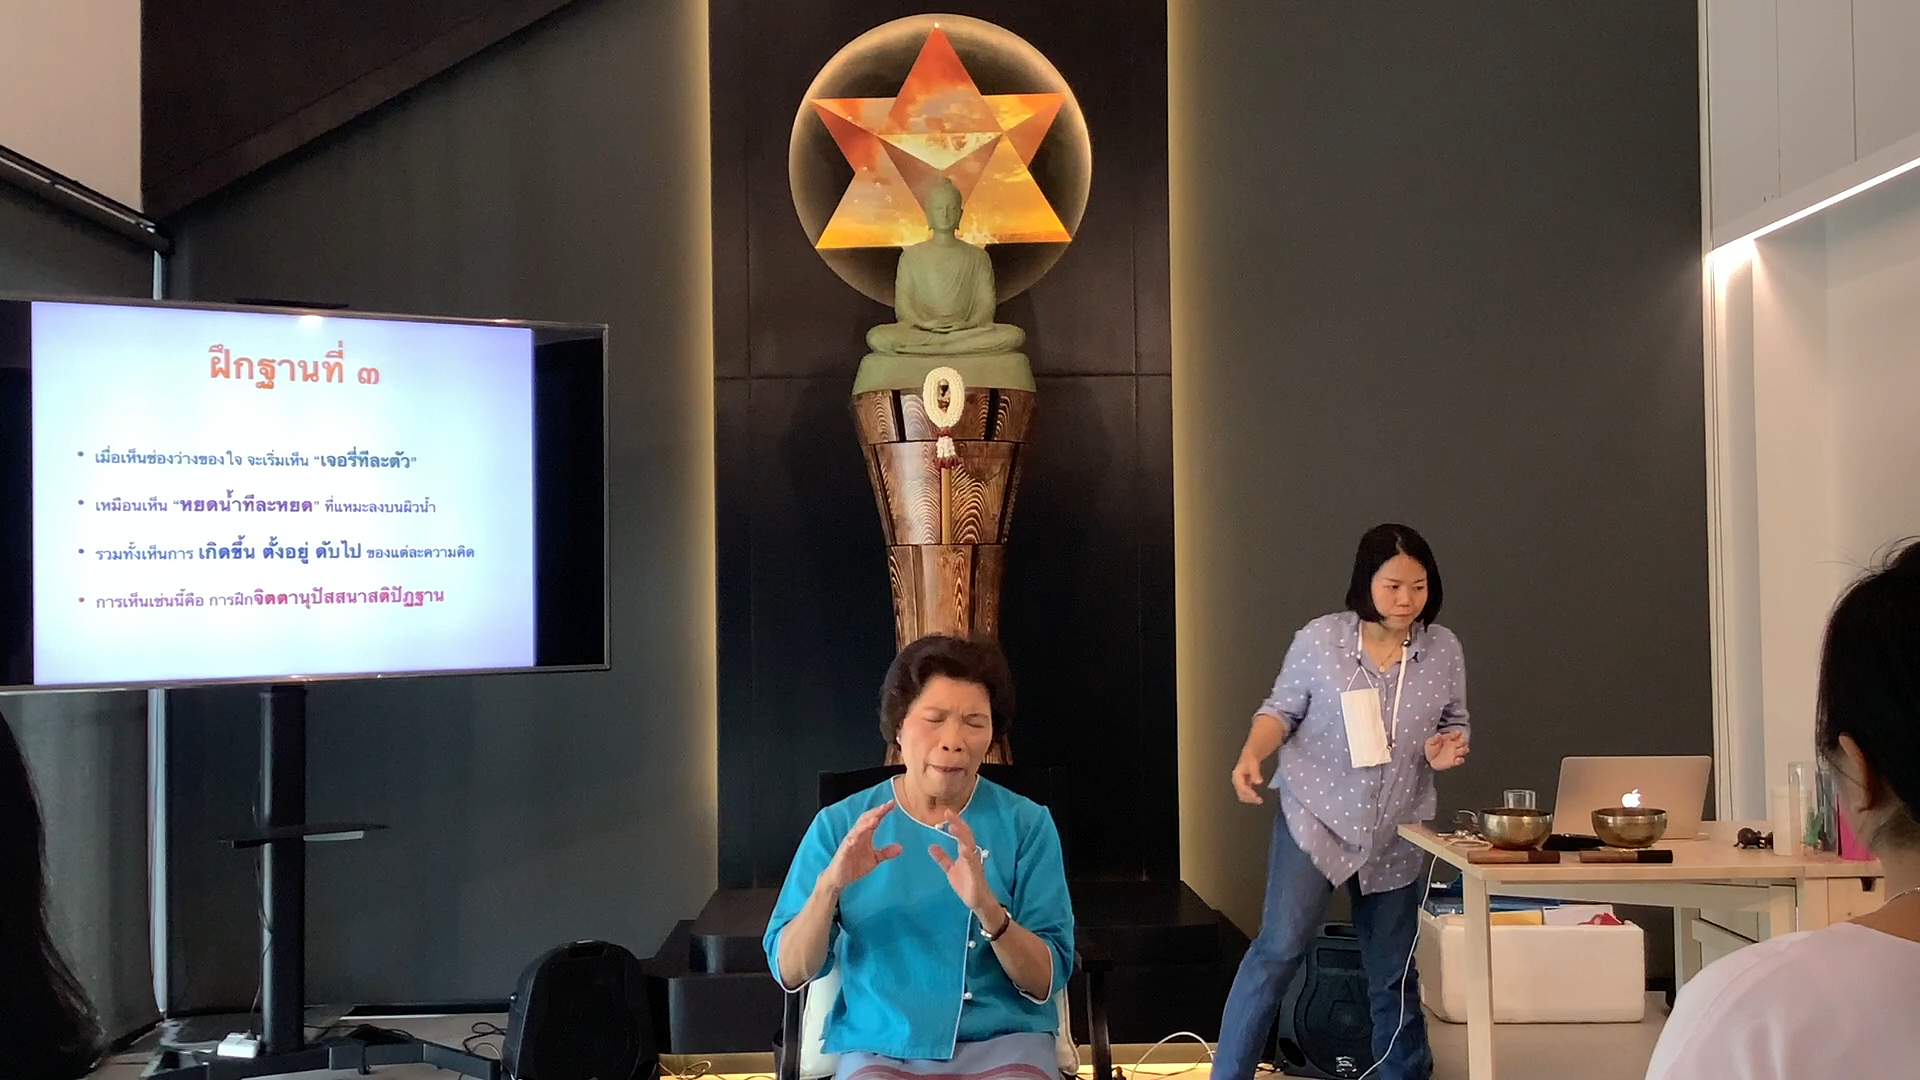 ฝึกฐานที่ ๓
• เมื่อเห็นช่องว่างของใจ จะเริ่มเห็น “เจอรี่ทีละตัว”
• เหมือนเห็น “หยดน้ำทีละหยด” ที่แหมะลงบนผิวน้ำ
• รวมทั้งเห็นการ เกิดขึ้น ตั้งอยู่ ดับไป ของแต่ละความคิด
• การเห็นเช่นนี้คือ การฝึกจิตตานุปัสสนาสติปัฏฐาน